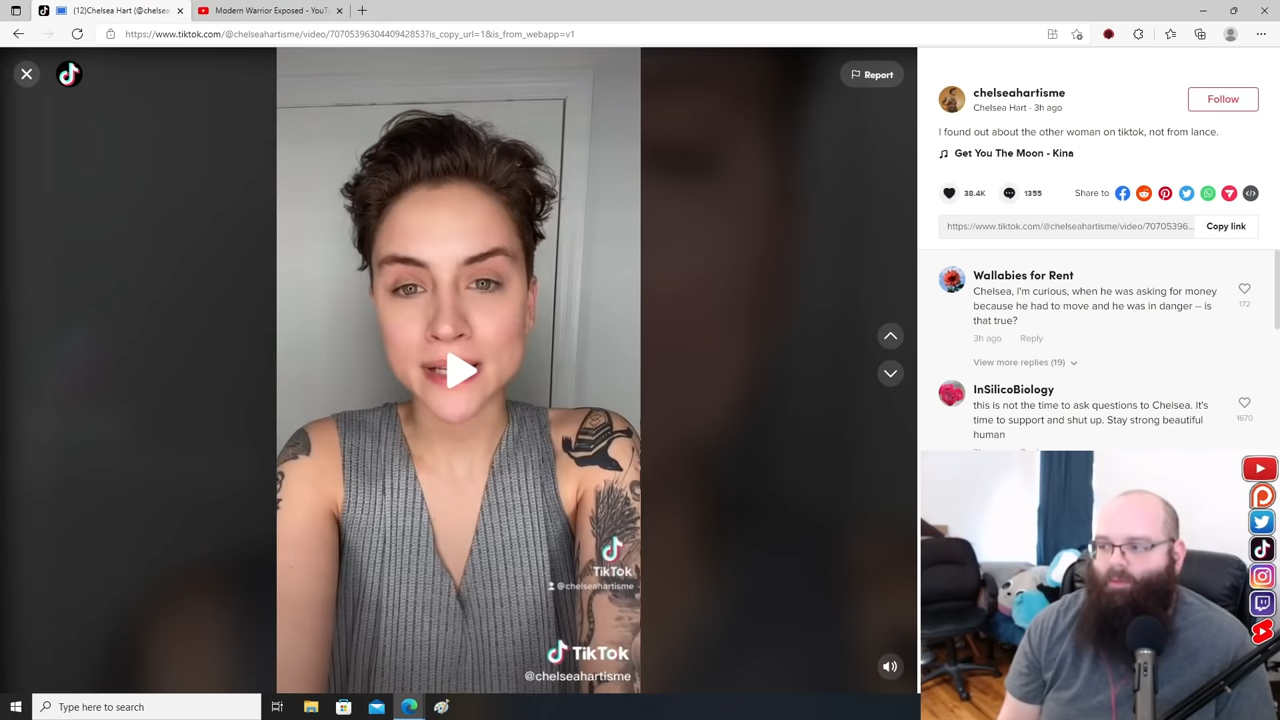 (12)Chelsea Hart (@chelsea
Modern Warrior Exposed - YouT
https://www.tiktok.com/@chelseahartisme/video/7070539630440942853?is_copy_url=1&is_from_webapp=v1
Report
chelseahartisme
Chelsea Hart · 3h ago
Follow
I found out about the other woman on tiktok, not from lance.
Get You The Moon - Kina
38.4K
1355
Share to
https://www.tiktok.com/@chelseahartisme/video/70705396...
Copy link
Wallabies for Rent
Chelsea, I'm curious, when he was asking for money
because he had to move and he was in danger -- is
that true?
172
3h ago
Reply
View more replies (19)
InSilicoBiology
this is not the time to ask questions to Chelsea. It's
time to support and shut up. Stay strong beautiful
human
1670
TikTok
@chelseahartisme
TikTok
@chelseahartisme
Type here to search